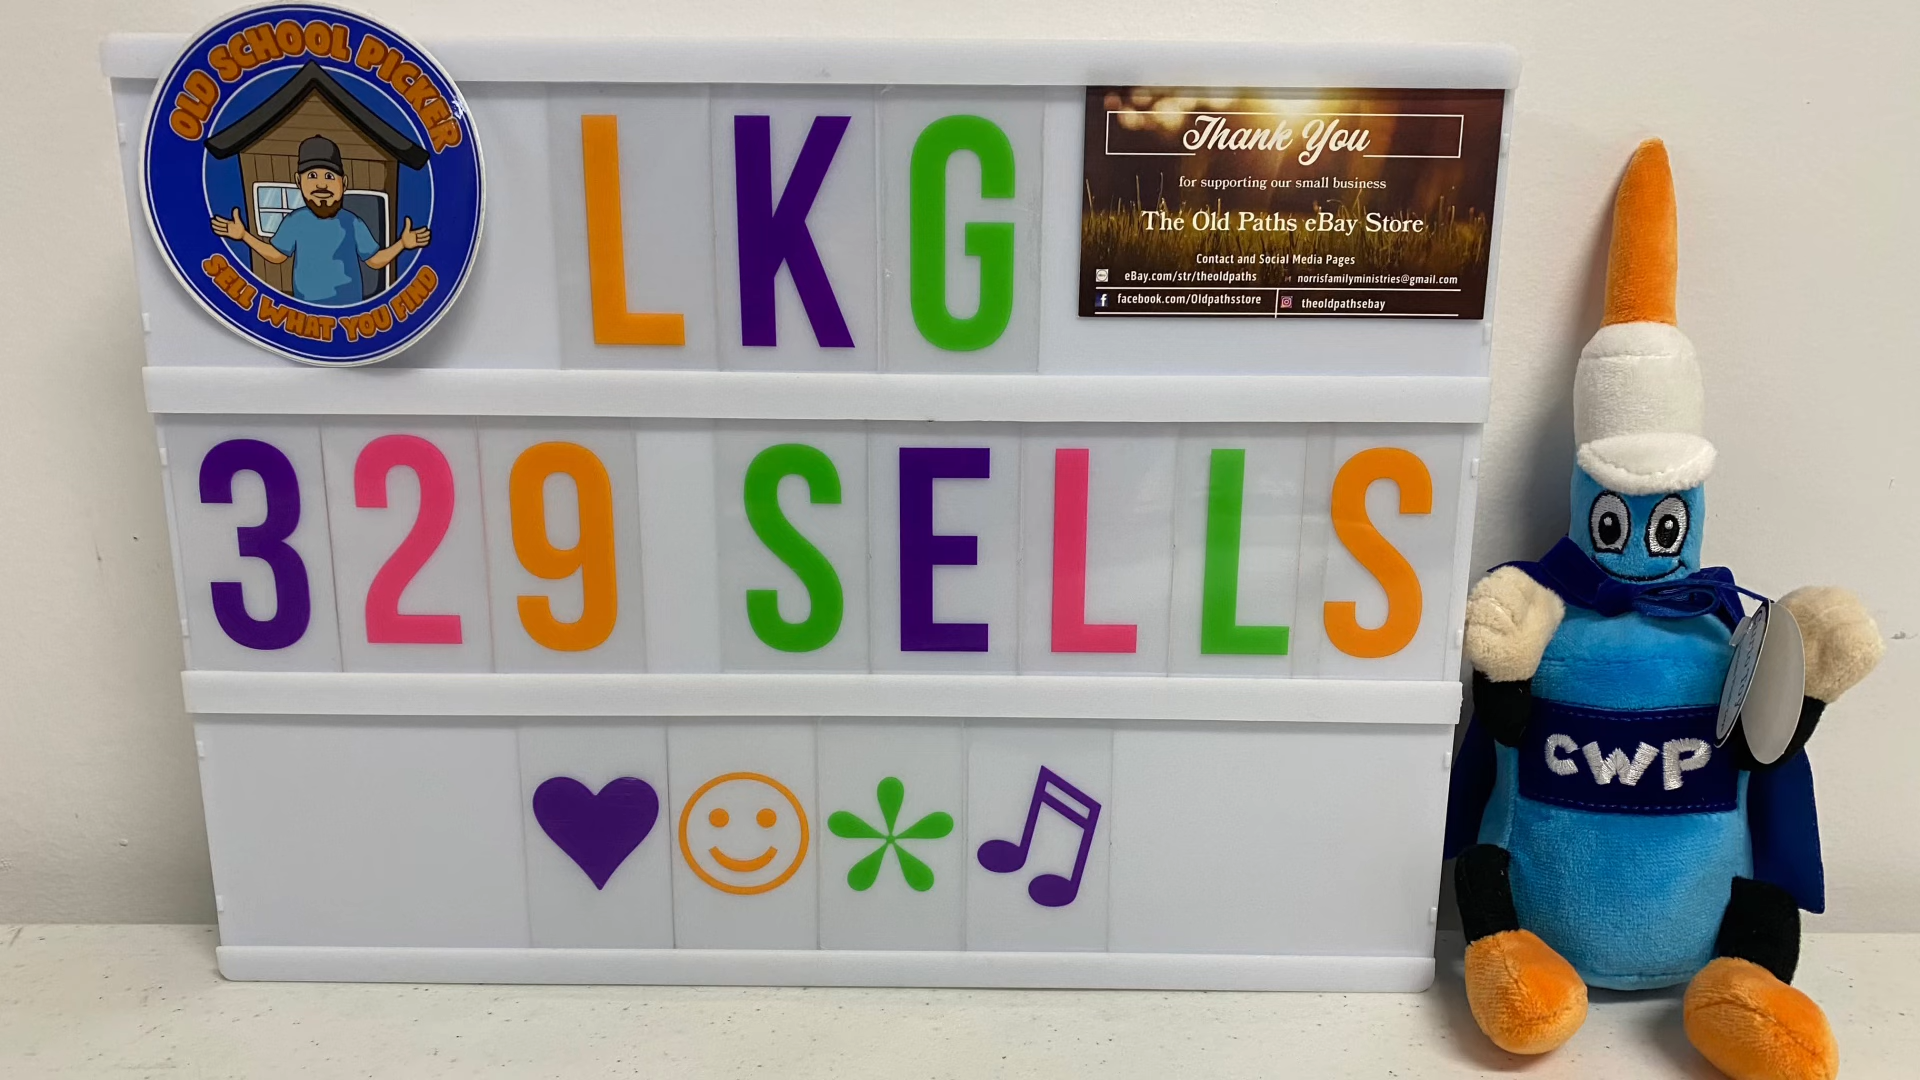 OLD SCHOOL PICKER
SELL WHAT YOU FIND
LKG
Thank You
for supporting our small business
The Old Paths eBay Store
Contact and Social Media Pages
eBay.com/str/theoldpaths
norrisfamilyministries@gmail.com
facebook.com/Oldpathsstore
theoldpathsebay
329 SELLS
CWP